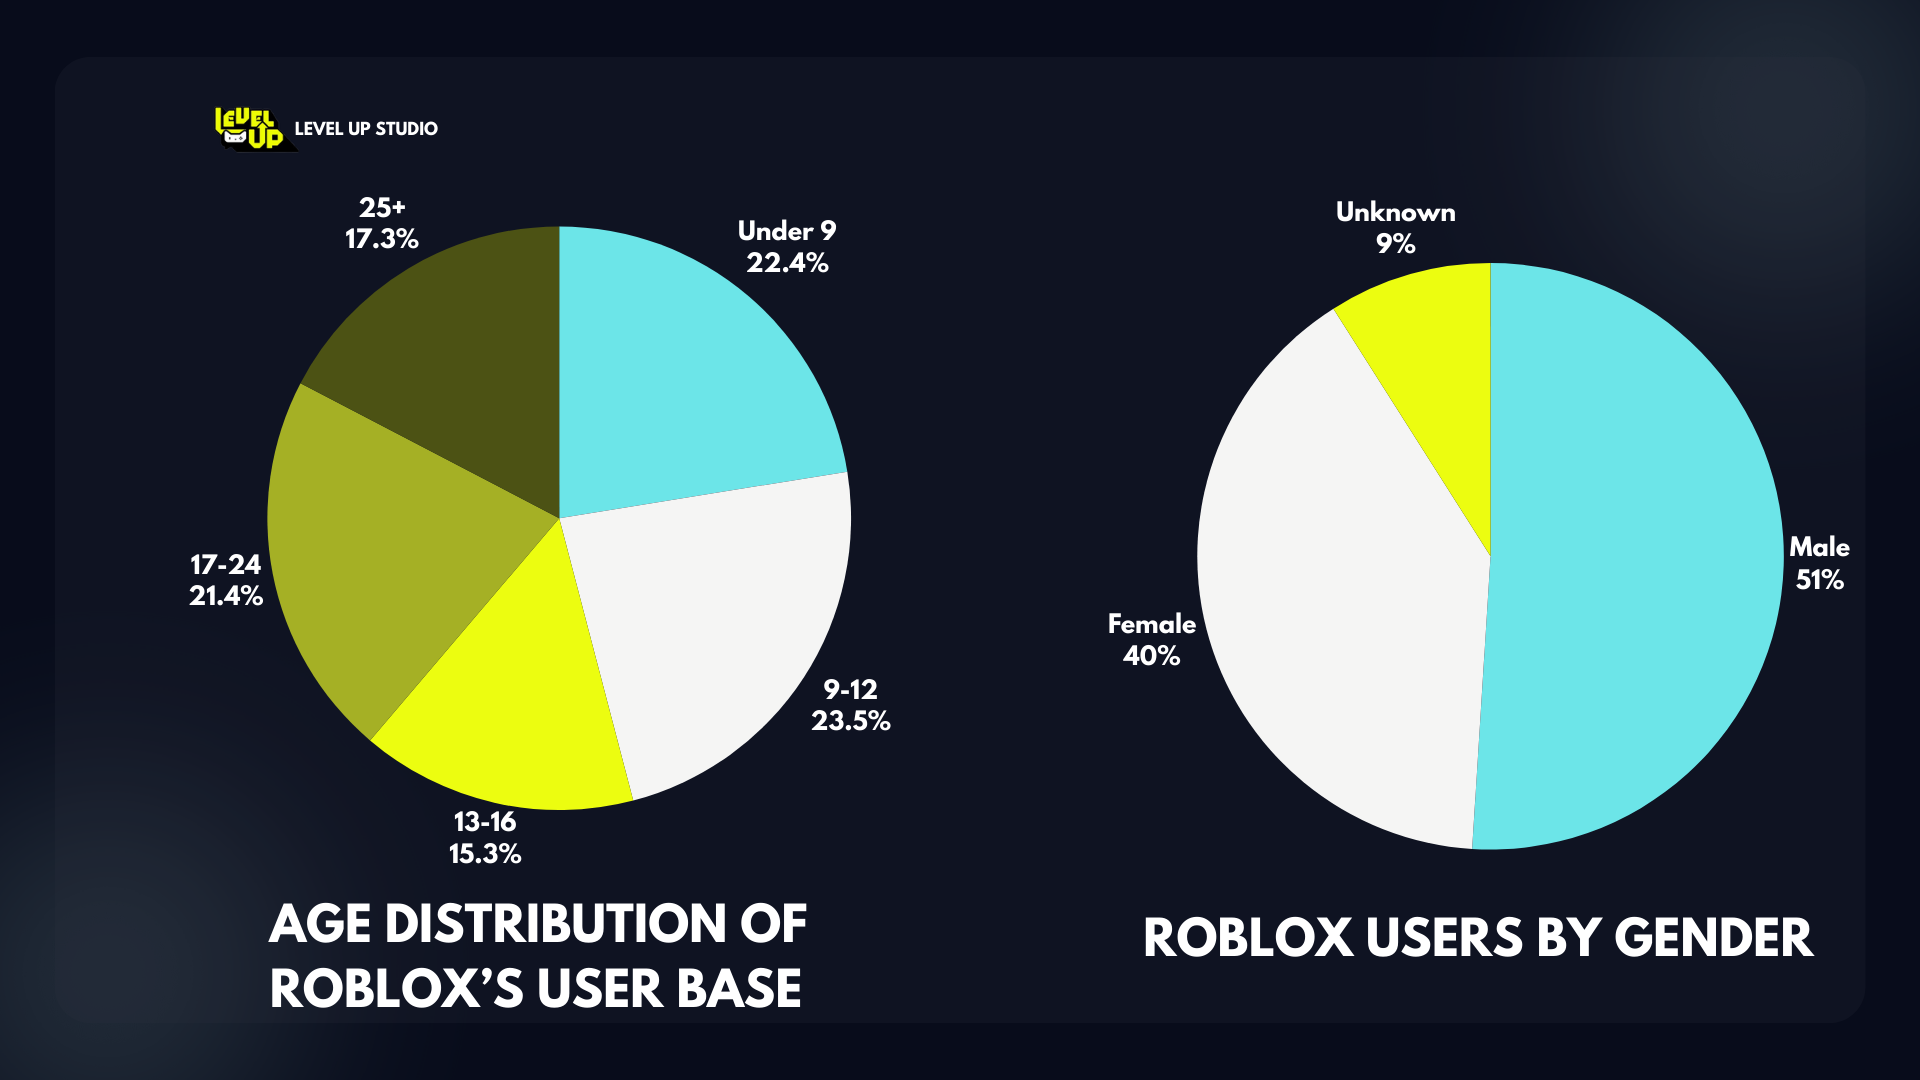 LEVEL
UP
LEVEL UP STUDIO
25+
17.3%
Under 9
22.4%
17-24
21.4%
9-12
23.5%
13-16
15.3%
AGE DISTRIBUTION OF
ROBLOX’S USER BASE
Unknown
9%
Male
51%
Female
40%
ROBLOX USERS BY GENDER